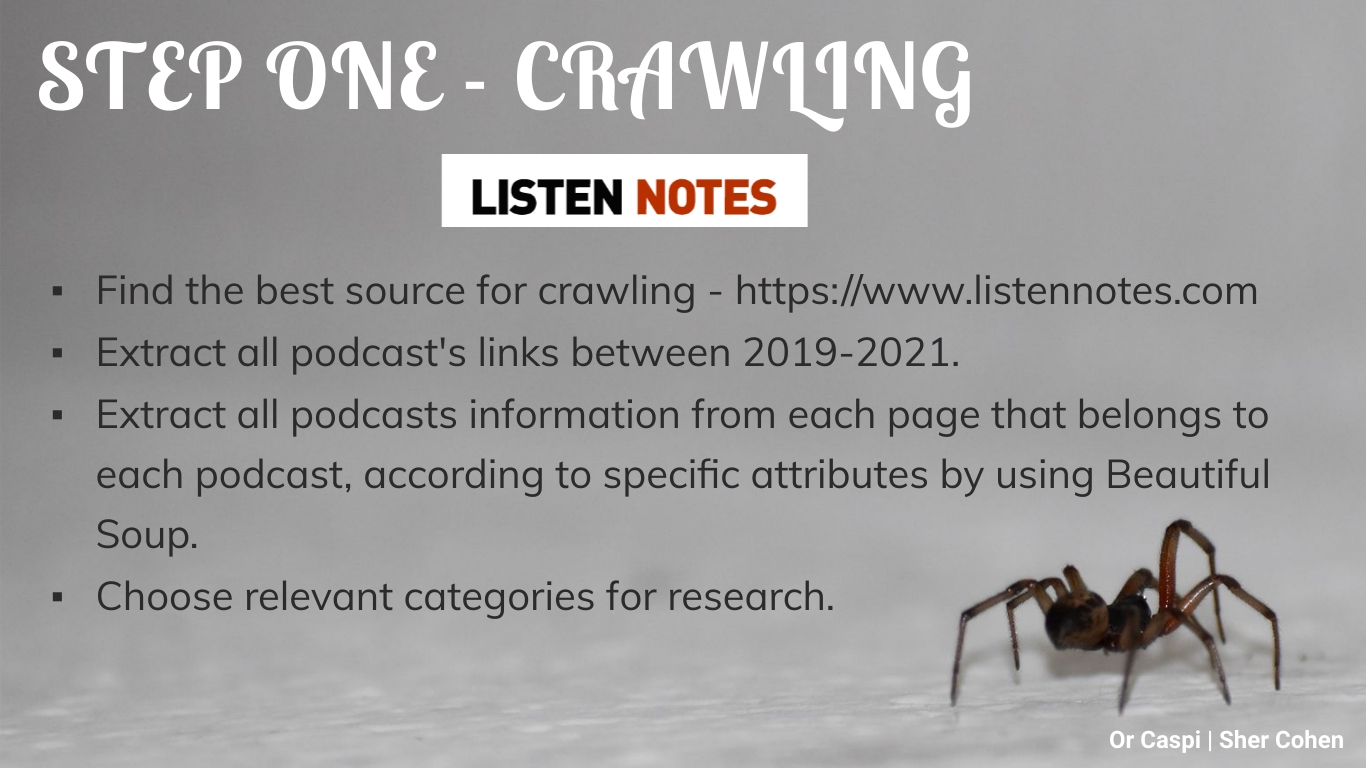 STEP ONE - CRAWLING
LISTEN NOTES
▪ Find the best source for crawling - https://www.listennotes.com
▪ Extract all podcast's links between 2019-2021.
▪ Extract all podcasts information from each page that belongs to
each podcast, according to specific attributes by using Beautiful
Soup.
▪ Choose relevant categories for research.
Or Caspi | Sher Cohen